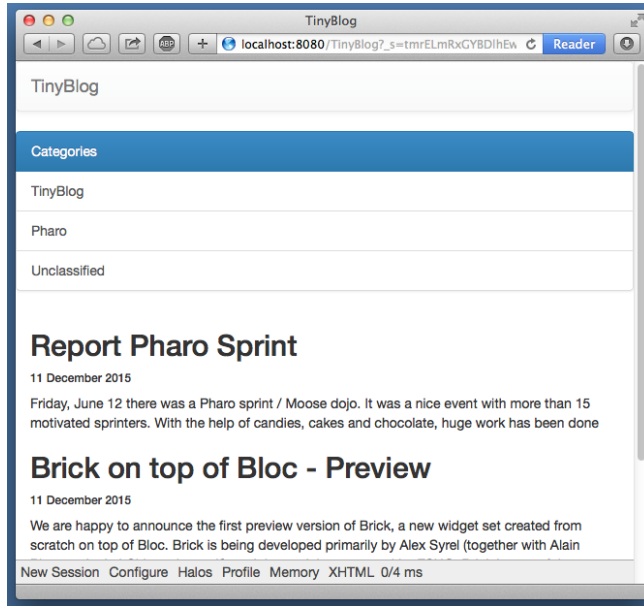 TinyBlog
ABP
localhost:8080/TinyBlog?_s=tmrELmRxGYBDlhEw
Reader
TinyBlog
Categories
TinyBlog
Pharo
Unclassified
Report Pharo Sprint
11 December 2015
Friday, June 12 there was a Pharo sprint / Moose dojo. It was a nice event with more than 15
motivated sprinters. With the help of candies, cakes and chocolate, huge work has been done
Brick on top of Bloc - Preview
11 December 2015
We are happy to announce the first preview version of Brick, a new widget set created from
scratch on top of Bloc. Brick is being developed primarily by Alex Syrel (together with Alain
New Session Configure Halos Profile Memory XHTML 0/4 ms